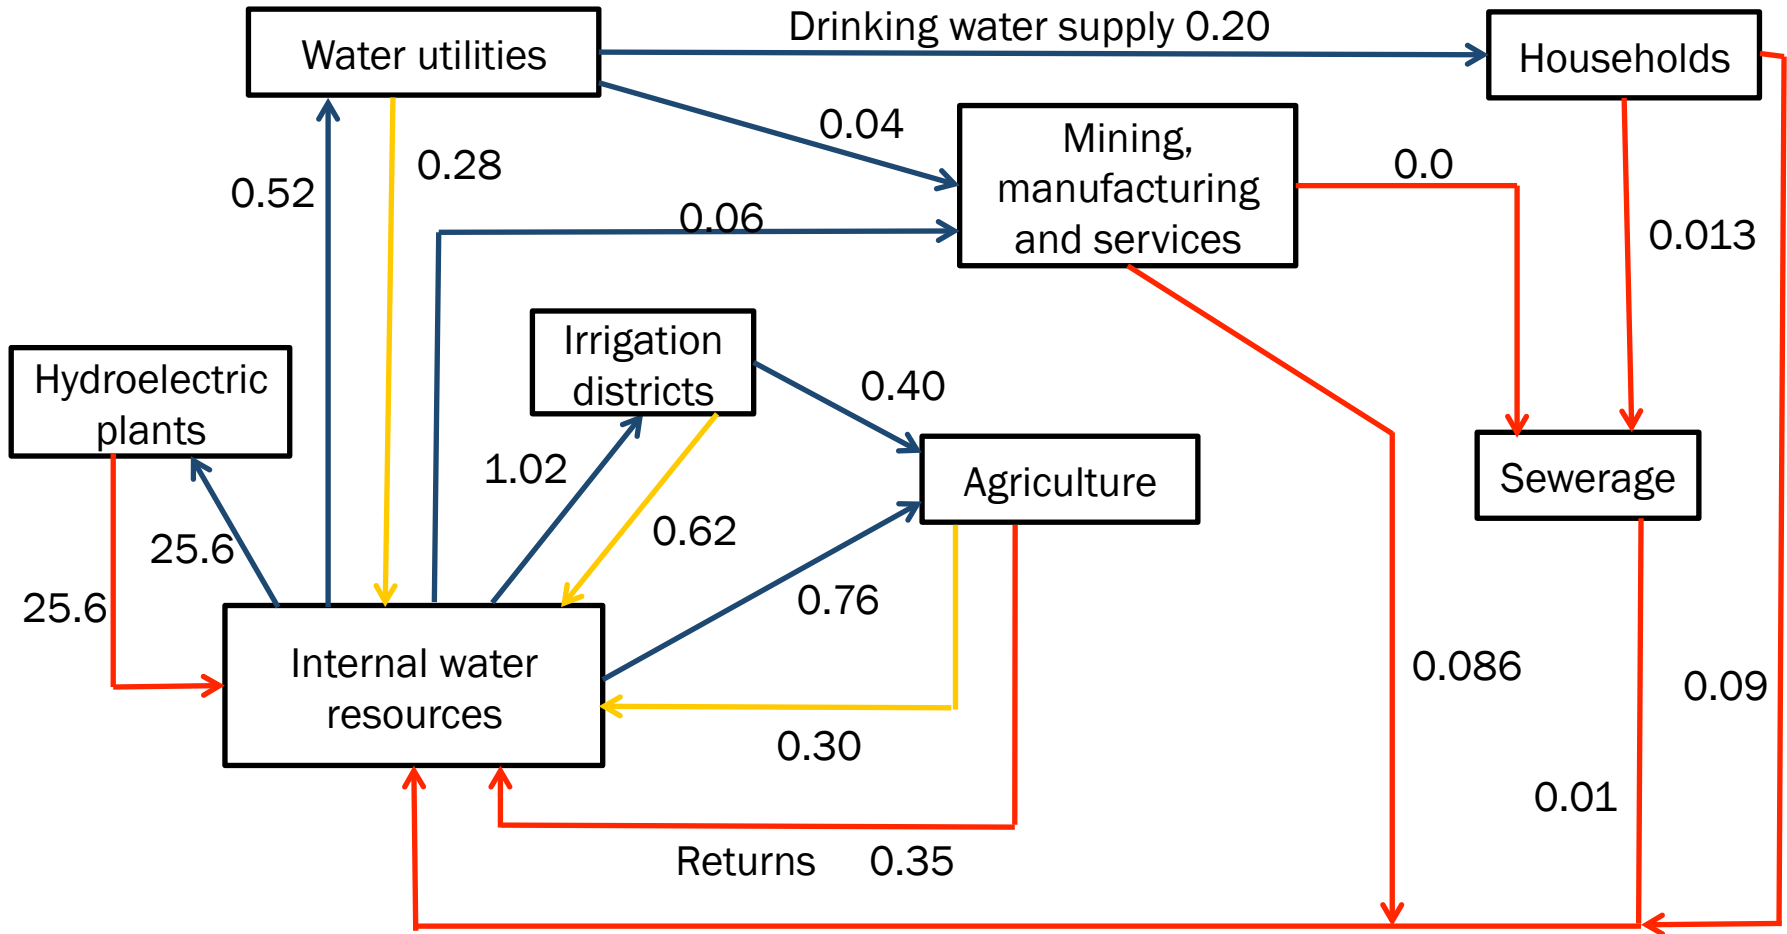 Drinking water supply 0.20
Water utilities
Households
0.04
Mining,
manufacturing
and services
0.28
0.0
0.52
0.06
0.013
Irrigation
districts
Hydroelectric
plants
0.40
1.02
Agriculture
Sewerage
0.62
25.6
0.76
25.6
Internal water
resources
0.086
0.09
0.30
0.01
Returns 0.35